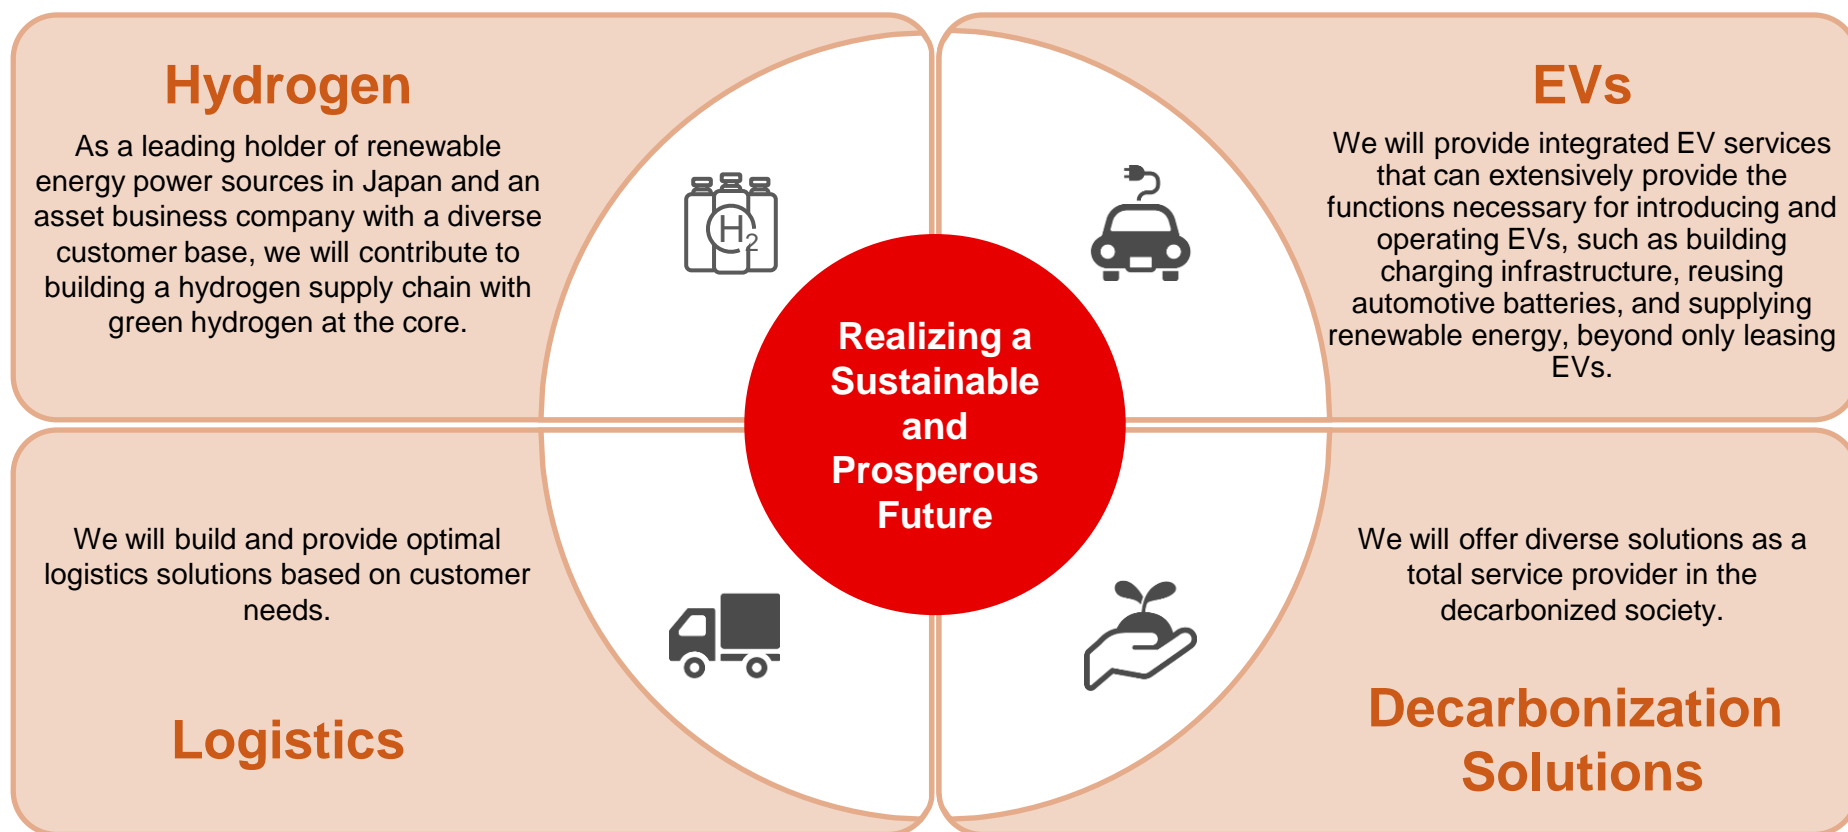 Hydrogen
As a leading holder of renewable
energy power sources in Japan and an
asset business company with a diverse
customer base, we will contribute to
building a hydrogen supply chain with
green hydrogen at the core.
H2
EVs
We will provide integrated EV services
that can extensively provide the
functions necessary for introducing and
operating EVs, such as building
charging infrastructure, reusing
automotive batteries, and supplying
renewable energy, beyond only leasing
EVs.
Realizing a
Sustainable
and
Prosperous
Future
We will build and provide optimal
logistics solutions based on customer
needs.
Logistics
We will offer diverse solutions as a
total service provider in the
decarbonized society.
Decarbonization
Solutions